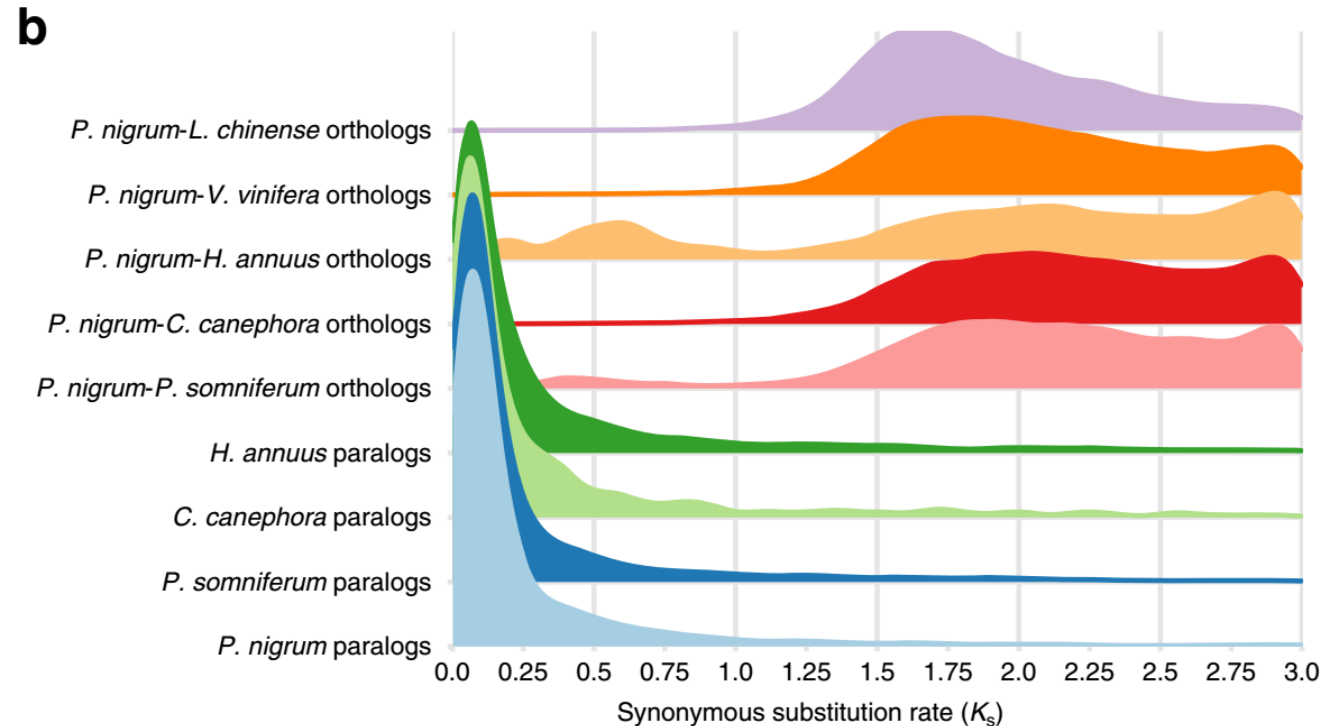 b
P. nigrum-L. chinense orthologs
P. nigrum-V. vinifera orthologs
P. nigrum-H. annuus orthologs
P. nigrum-C. canephora orthologs
P. nigrum-P. somniferum orthologs
H. annuus paralogs
C. canephora paralogs
P. somniferum paralogs
P. nigrum paralogs
0.0 0.25 0.5 0.75 1.0 1.25 1.5 1.75 2.0 2.25 2.5 2.75 3.0
Synonymous substitution rate (Ks)